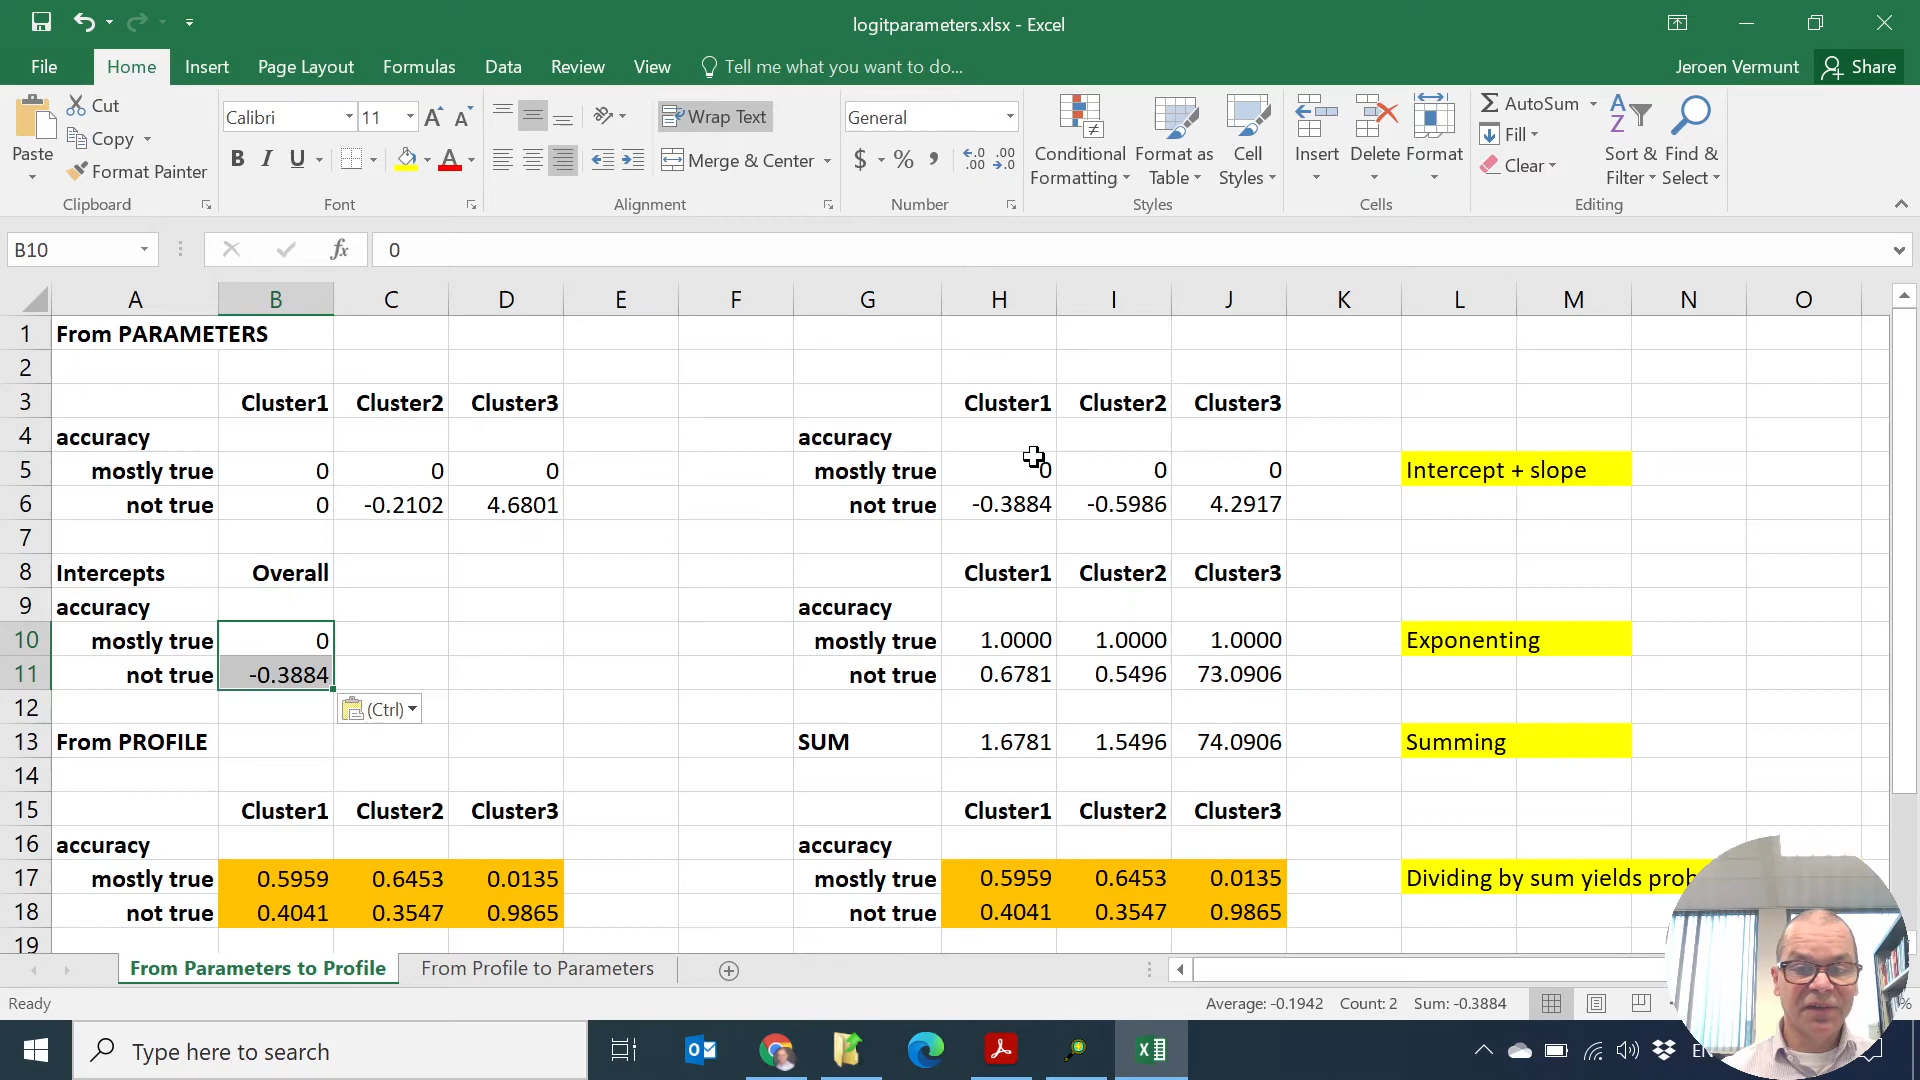 logitparameters.xlsx - Excel
File Home Insert Page Layout Formulas Data Review View Tell me what you want to do... Jeroen Vermunt Share
Paste Cut Copy Format Painter Clipboard
Calibri 11 B I U A Font
Wrap Text Merge & Center Alignment
General $ % Number
Conditional Formatting Format as Table Cell Styles Styles
Insert Delete Format Cells
AutoSum Fill Clear Sort & Filter Find & Select Editing
B10 fx 0
A B C D E F G H I J K L M N O
1 From PARAMETERS
2
3 Cluster1 Cluster2 Cluster3 Cluster1 Cluster2 Cluster3
4 accuracy accuracy
5 mostly true 0 0 0 mostly true 0 0 0 Intercept + slope
6 not true 0 -0.2102 4.6801 not true -0.3884 -0.5986 4.2917
7
8 Intercepts Overall Cluster1 Cluster2 Cluster3
9 accuracy accuracy
10 mostly true 0 mostly true 1.0000 1.0000 1.0000 Exponenting
11 not true -0.3884 not true 0.6781 0.5496 73.0906
12 (Ctrl)
13 From PROFILE SUM 1.6781 1.5496 74.0906 Summing
14
15 Cluster1 Cluster2 Cluster3 Cluster1 Cluster2 Cluster3
16 accuracy accuracy
17 mostly true 0.5959 0.6453 0.0135 mostly true 0.5959 0.6453 0.0135 Dividing by sum yields
18 not true 0.4041 0.3547 0.9865 not true 0.4041 0.3547 0.9865
19
From Parameters to Profile From Profile to Parameters
Ready Average: -0.1942 Count: 2 Sum: -0.3884 %
Type here to search